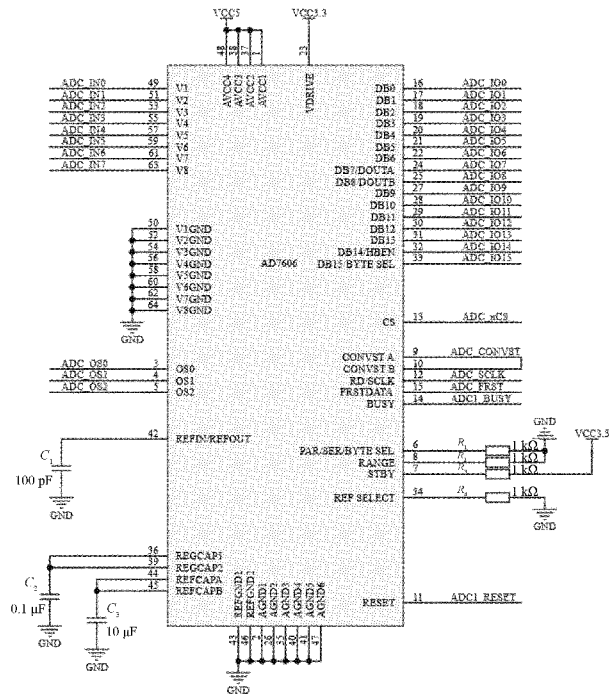 VCC5 VCC3.3
48 38 37 1 23
AVCC4 AVCC3 AVCC2 AVCC1 VDRIVE
ADC_IN0 49 V1 DB0 16 ADC_IO0
ADC_IN1 51 V2 DB1 17 ADC_IO1
ADC_IN2 53 V3 DB2 18 ADC_IO2
ADC_IN3 55 V4 DB3 19 ADC_IO3
ADC_IN4 57 V5 DB4 20 ADC_IO4
ADC_IN5 59 V6 DB5 21 ADC_IO5
ADC_IN6 61 V7 DB6 22 ADC_IO6
ADC_IN7 63 V8 DB7/DOUTA 24 ADC_IO7
DB8/DOUTB 25 ADC_IO8
DB9 27 ADC_IO9
DB10 28 ADC_IO10
DB11 29 ADC_IO11
50 V1GND DB12 30 ADC_IO12
52 V2GND DB13 31 ADC_IO13
54 V3GND DB14/HBEN 32 ADC_IO14
56 V4GND AD7606 DB15/BYTE SEL 33 ADC_IO15
58 V5GND
60 V6GND
62 V7GND
64 V8GND
GND
CS 13 ADC_nCS
CONVST A 9 ADC_CONVST
ADC_OS0 3 OS0 CONVST B 10
ADC_OS1 4 OS1 RD/SCLK 12 ADC_SCLK
ADC_OS2 5 OS2 FRSTDATA 15 ADC_FRST
BUSY 14 ADC1_BUSY
GND
42 REFIN/REFOUT VCC3.3
PAR/SER/BYTE SEL 6 R1 1 kΩ
C1 RANGE 8 1 kΩ
100 pF STBY 7 1 kΩ
GND REF SELECT 34 1 kΩ
GND
36 REGCAP1
39 REGCAP2
C2 44 REFCAPA
0.1 μF 45 REFCAPB
C3 10 μF
RESET 11 ADC1_RESET
REFGND1 REFGND2 AGND1 AGND2 AGND3 AGND4 AGND5 AGND6
43 46 2 26 35 40 41 47
GND GND
GND